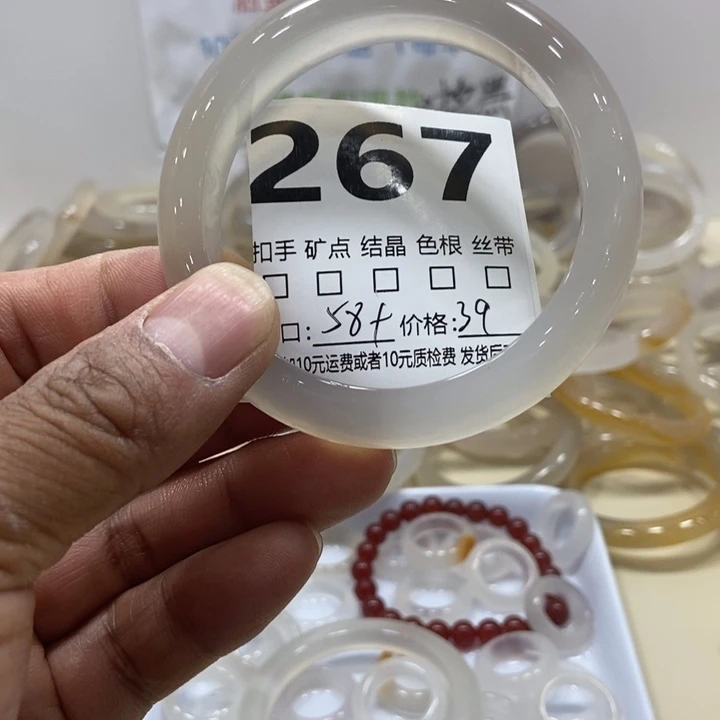 267
扣手 矿点 结晶 色根 丝带
口: 58+ 价格:39
10元运费或者10元质检费 发货后